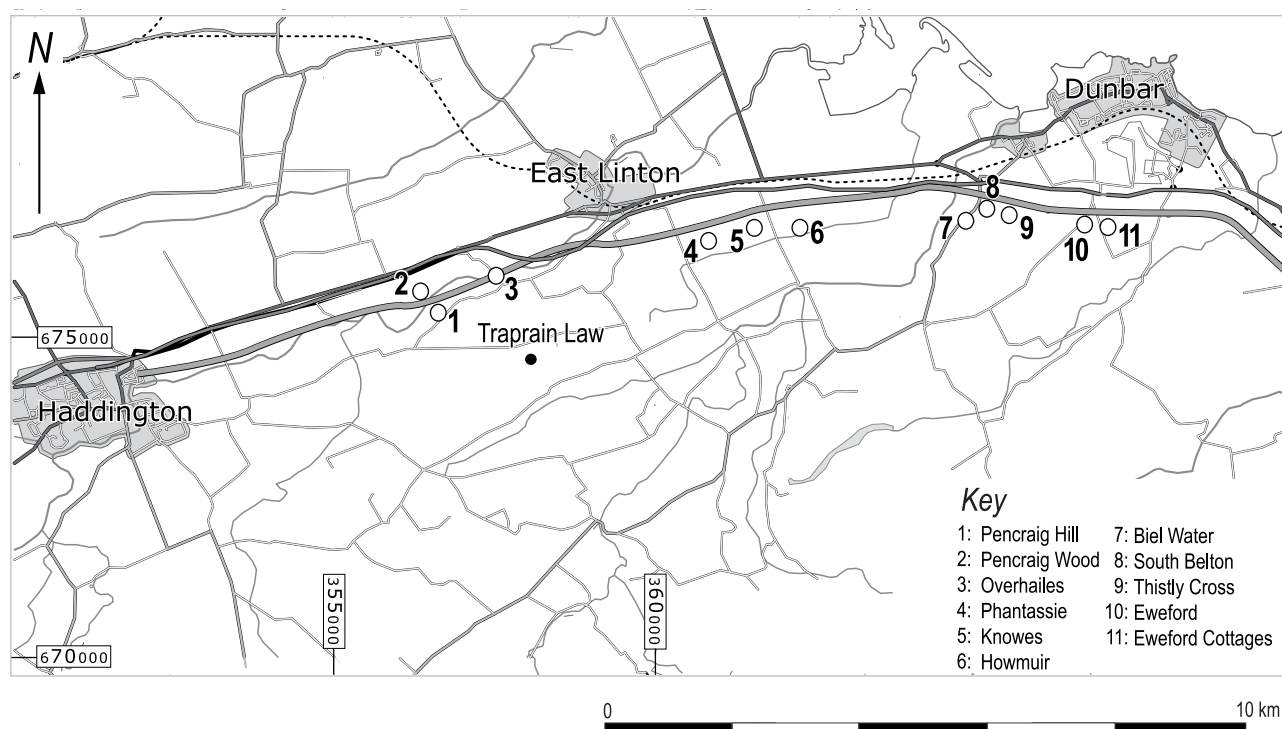 N
Dunbar
East Linton
8
7
9
10
11
4
5
6
2
3
1
675000
Traprain Law
Haddington
Key
1: Pencraig Hill
2: Pencraig Wood
3: Overhailes
4: Phantassie
5: Knowes
6: Howmuir
7: Biel Water
8: South Belton
9: Thistly Cross
10: Eweford
11: Eweford Cottages
355000
360000
670000
0
10 km